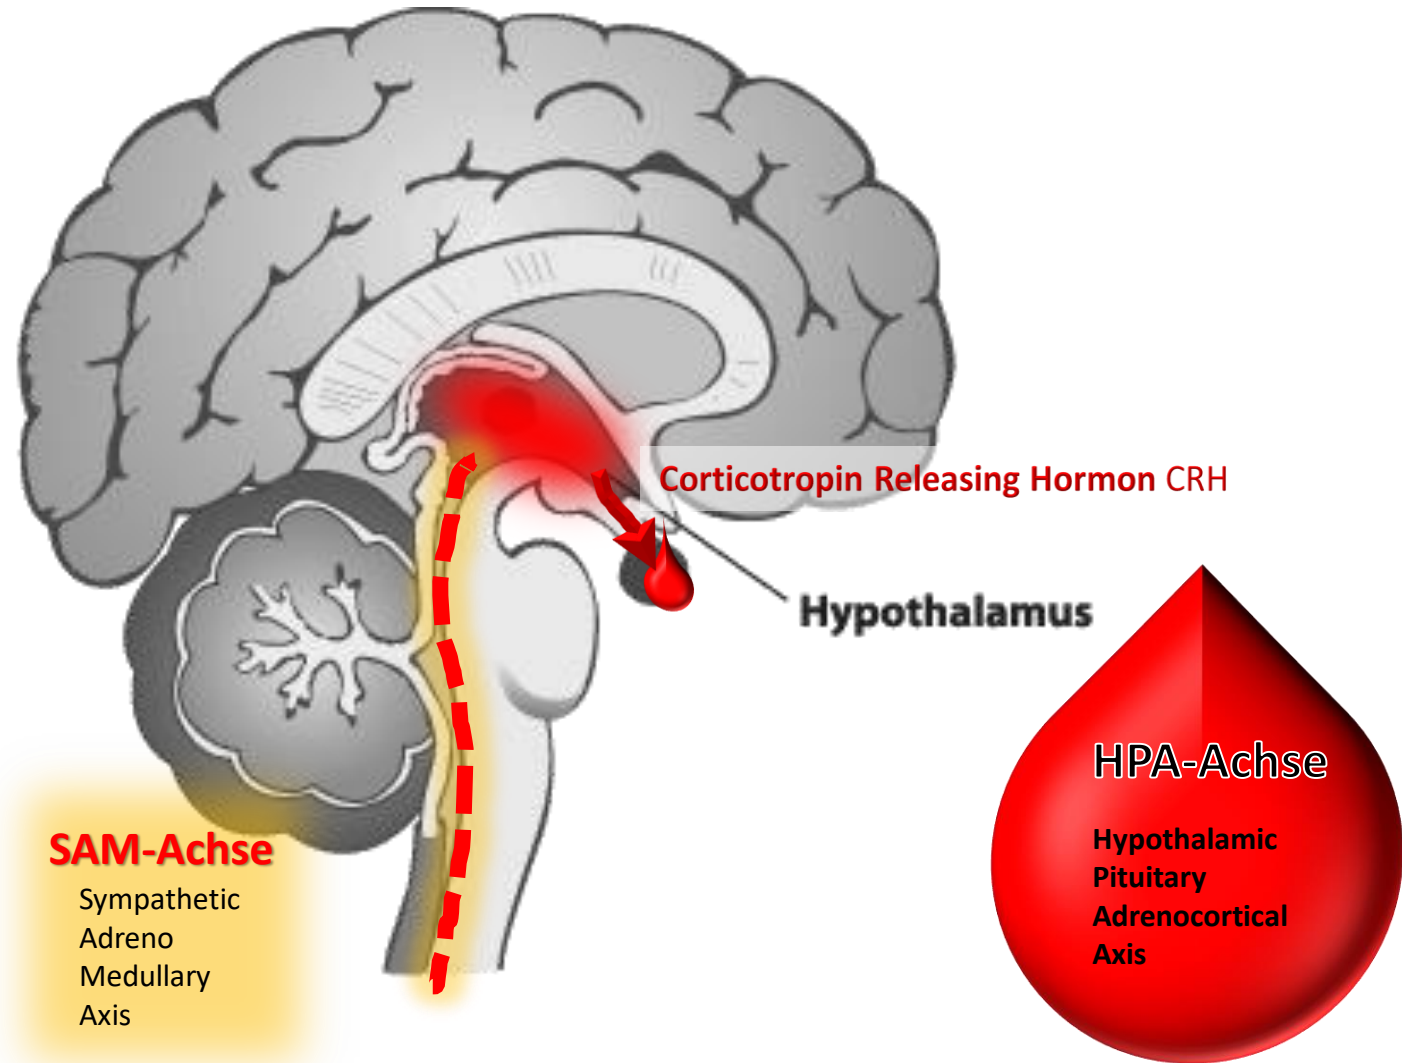 Corticotropin Releasing Hormon CRH
Hypothalamus
HPA-Achse
Hypothalamic
Pituitary
Adrenocortical
Axis
SAM-Achse
Sympathetic
Adreno
Medullary
Axis